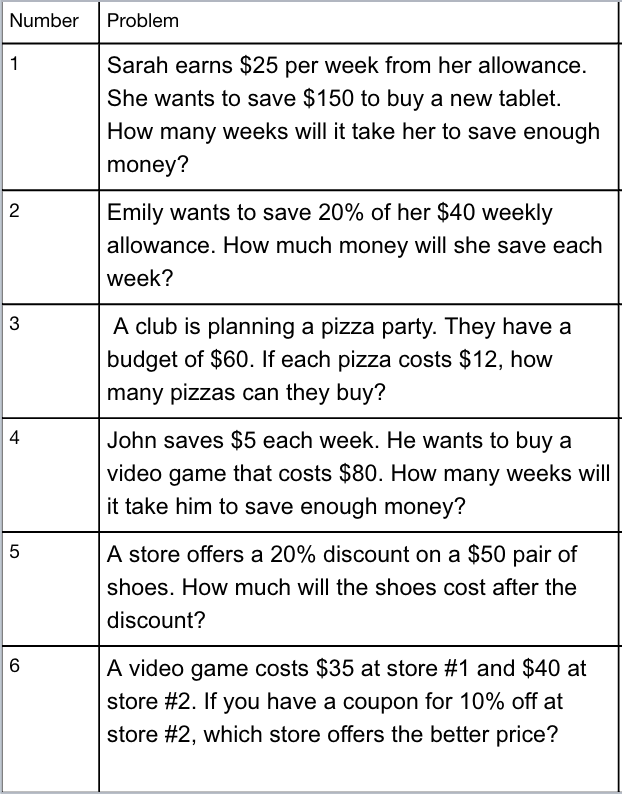 Number Problem
1 Sarah earns $25 per week from her allowance.
She wants to save $150 to buy a new tablet.
How many weeks will it take her to save enough
money?
2 Emily wants to save 20% of her $40 weekly
allowance. How much money will she save each
week?
3 A club is planning a pizza party. They have a
budget of $60. If each pizza costs $12, how
many pizzas can they buy?
4 John saves $5 each week. He wants to buy a
video game that costs $80. How many weeks will
it take him to save enough money?
5 A store offers a 20% discount on a $50 pair of
shoes. How much will the shoes cost after the
discount?
6 A video game costs $35 at store #1 and $40 at
store #2. If you have a coupon for 10% off at
store #2, which store offers the better price?